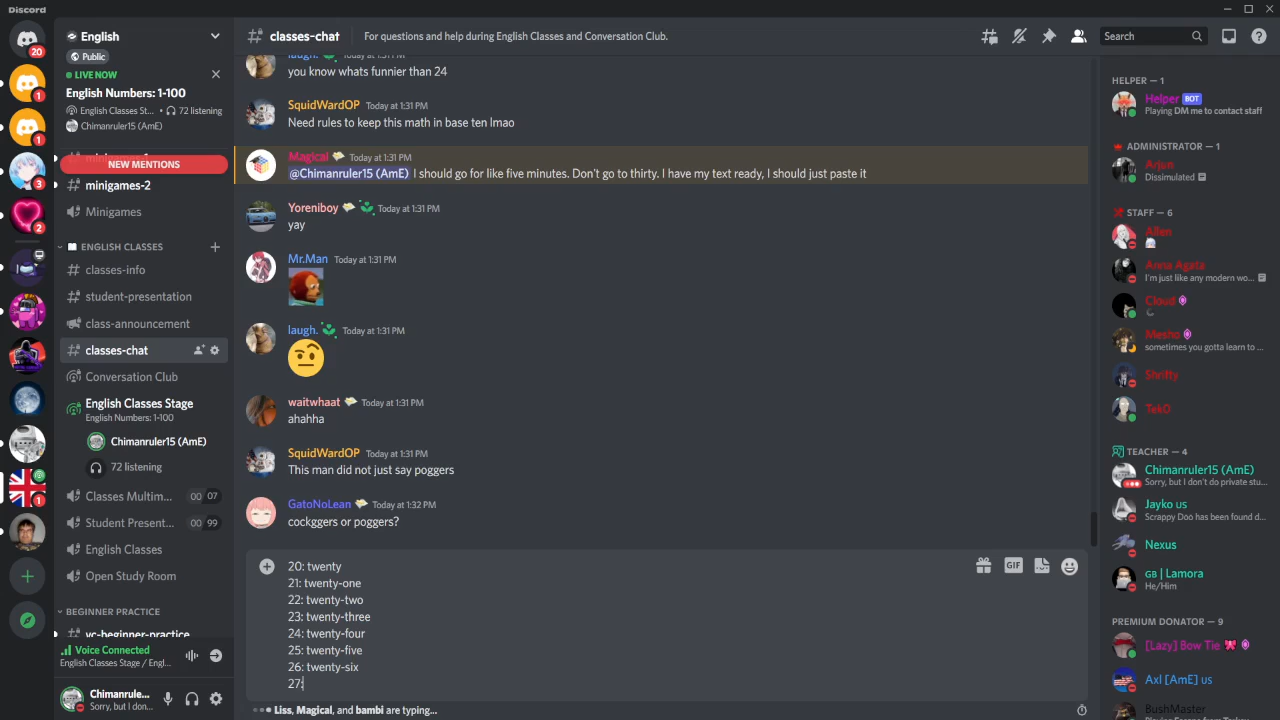 Discord
20
1
1
3
2
1
English
Public
LIVE NOW
English Numbers: 1-100
English Classes St... • 72 listening
Chimanruler15 (AmE)
NEW MENTIONS
minigames-2
Minigames
ENGLISH CLASSES
classes-info
student-presentation
class-announcement
classes-chat
Conversation Club
English Classes Stage
English Numbers: 1-100
Chimanruler15 (AmE)
72 listening
Classes Multim... 00 07
Student Present... 00 99
English Classes
Open Study Room
BEGINNER PRACTICE
vc-beginner-practice
Voice Connected
English Classes Stage / Engl...
Chimanrule...
Sorry, but I don...
classes-chat For questions and help during English Classes and Conversation Club.
Search
laugh.
you know whats funnier than 24
SquidWardOP Today at 1:31 PM
Need rules to keep this math in base ten lmao
Magical Today at 1:31 PM
@Chimanruler15 (AmE) I should go for like five minutes. Don't go to thirty. I have my text ready, I should just paste it
Yoreniboy Today at 1:31 PM
yay
Mr.Man Today at 1:31 PM
laugh. Today at 1:31 PM
waitwhaat Today at 1:31 PM
ahahha
SquidWardOP Today at 1:31 PM
This man did not just say poggers
GatoNoLean Today at 1:32 PM
cockggers or poggers?
20: twenty
21: twenty-one
22: twenty-two
23: twenty-three
24: twenty-four
25: twenty-five
26: twenty-six
27:
GIF
Liss, Magical, and bambi are typing...
HELPER — 1
Helper BOT
Playing DM me to contact staff
ADMINISTRATOR — 1
Arjun
Dissimulated
STAFF — 6
Allen
Anna Agata
I'm just like any modern wo...
Cloud
Mesho
sometimes you gotta learn to ...
Shrifty
TekO
TEACHER — 4
Chimanruler15 (AmE)
Sorry, but I don't do private stu...
Jayko us
Scrappy Doo has been found d...
Nexus
GB | Lamora
He/Him
PREMIUM DONATOR — 9
[Lazy] Bow Tie
Axl [AmE] us
BushMaster